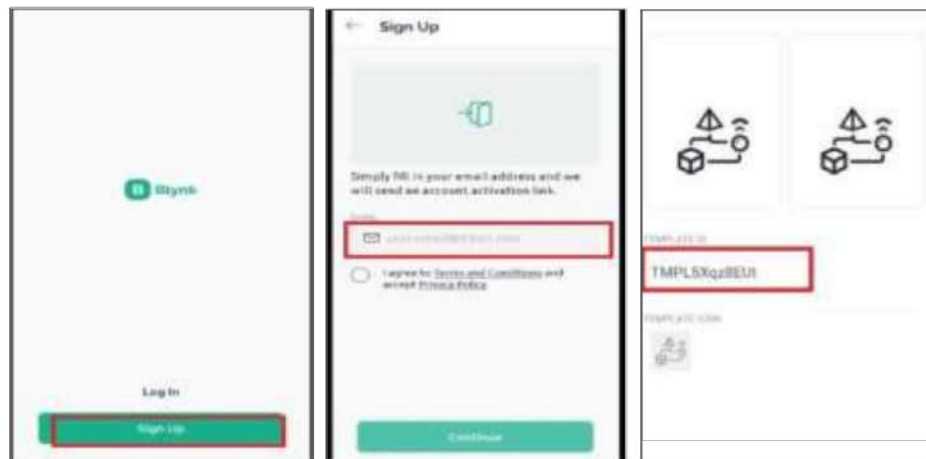 Blynk
Log In
Sign Up
Sign Up
Simply fill in your email address and we
will send an account activation link.
I agree to Terms and Conditions and
accept Privacy Policy
Continue
TEMPLATE ID
TMPL5Xqz8EUt
TEMPLATE ICON